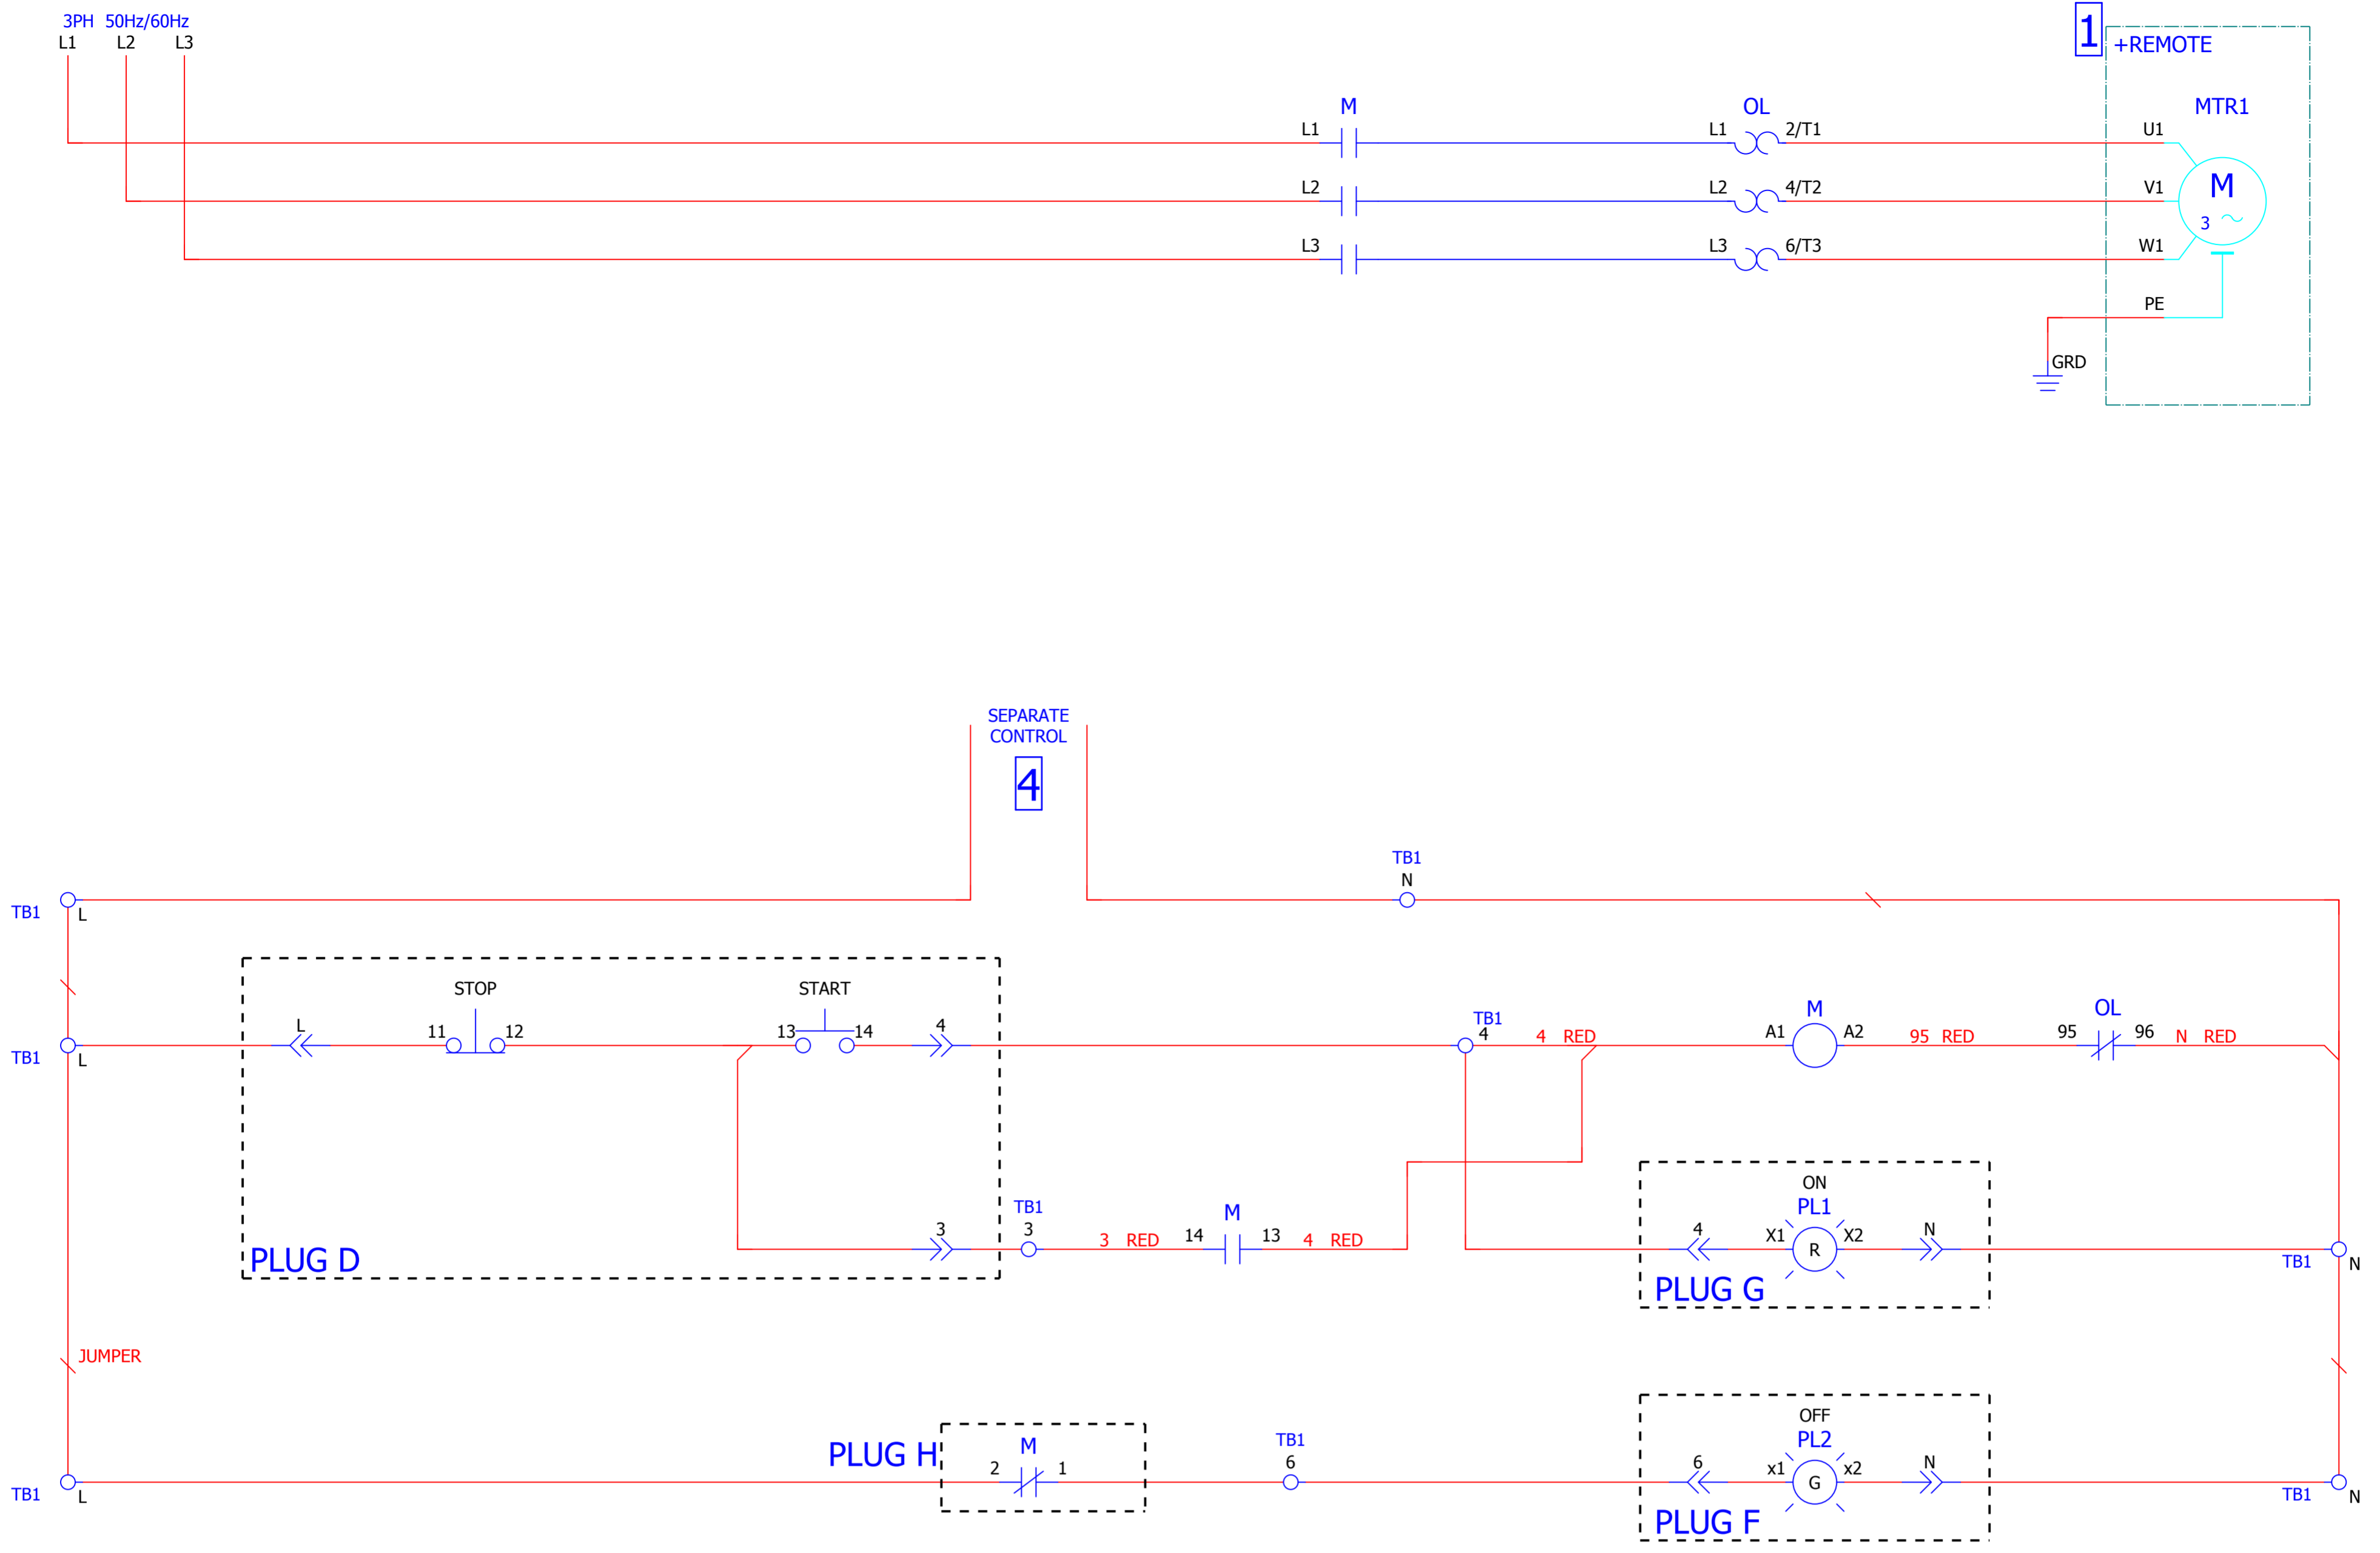 3PH 50Hz/60Hz
L1 L2 L3
1
+REMOTE
M OL MTR1
L1 L1 2/T1 U1
L2 L2 4/T2 V1
M
3
L3 L3 6/T3 W1
PE
GRD
SEPARATE
CONTROL
4
TB1
N
TB1 L
STOP START
L 11 12 13 14 4
TB1 L
TB1
4
4 RED
M
A1 A2
95 RED
OL
95 96
N RED
3
TB1
3
3 RED
M
14 13
4 RED
PLUG D
ON
PL1
4 X1 R X2 N
PLUG G
TB1 N
JUMPER
PLUG H
M
2 1
TB1
6
OFF
PL2
6 x1 G x2 N
PLUG F
TB1 L
TB1 N